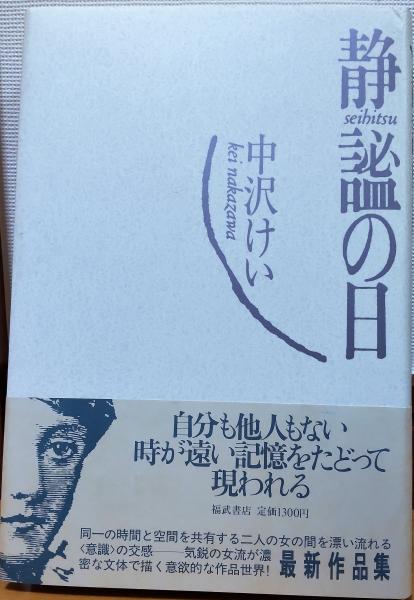 静謐の日
seihitsu
中沢けい
kei nakazawa
自分も他人もない
時が遠い記憶をたどって
現われる
福武書店 定価1300円
同一の時間と空間を共有する二人の女の間を漂い流れる
〈意識〉の交感——気鋭の女流が濃
密な文体で描く意欲的な作品世界!
最新作品集